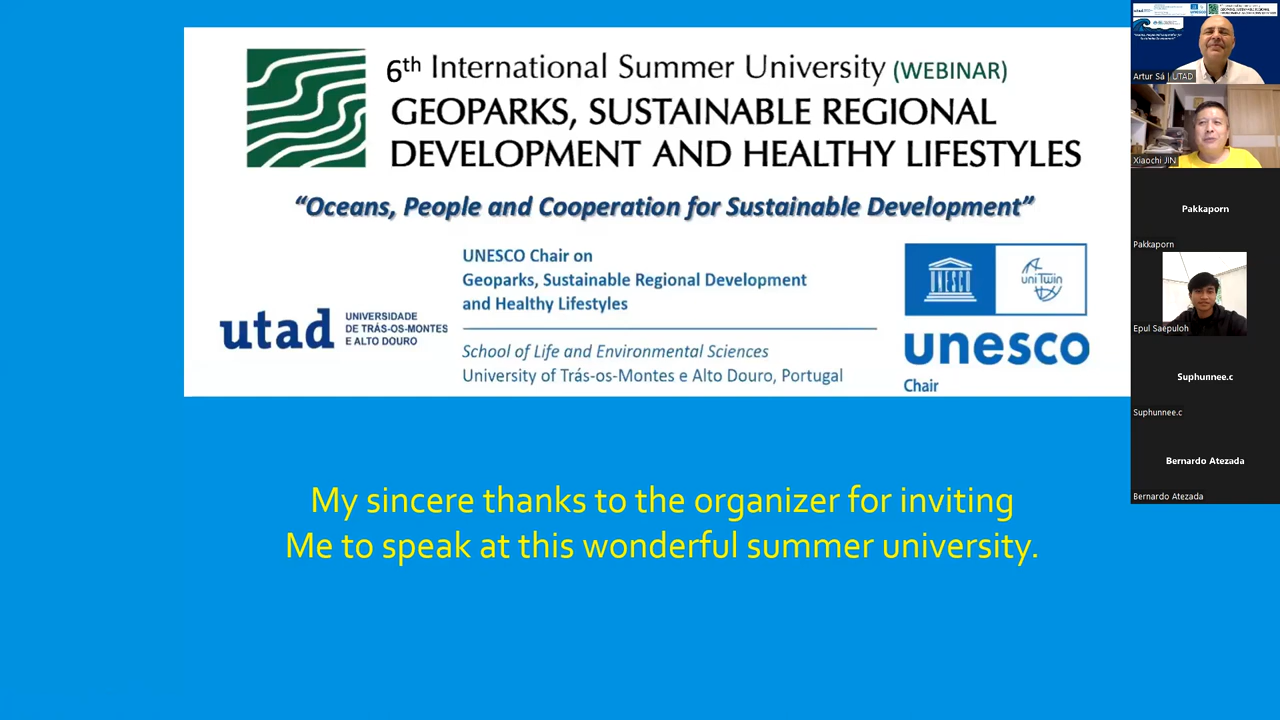 6th International Summer University (WEBINAR)
GEOPARKS, SUSTAINABLE REGIONAL
DEVELOPMENT AND HEALTHY LIFESTYLES
“Oceans, People and Cooperation for Sustainable Development”
UNESCO Chair on
Geoparks, Sustainable Regional Development
and Healthy Lifestyles
utad
UNIVERSIDADE
DE TRÁS-OS-MONTES
E ALTO DOURO
School of Life and Environmental Sciences
University of Trás-os-Montes e Alto Douro, Portugal
UNESCO
uniTwin
unesco
Chair
My sincere thanks to the organizer for inviting
Me to speak at this wonderful summer university.
Artur Sá | UTAD
Xiaochi JIN
Pakkaporn
Pakkaporn
Epul Saepuloh
Suphunnee.c
Suphunnee.c
Bernardo Atezada
Bernardo Atezada